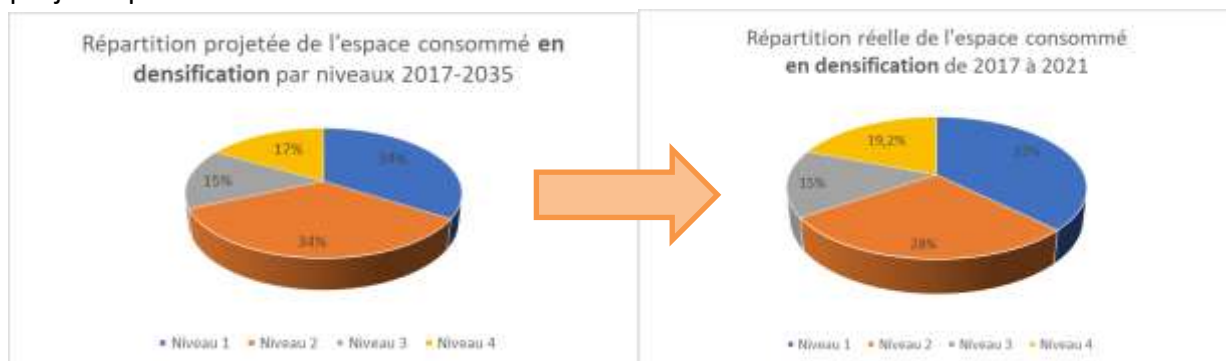 Répartition projetée de l'espace consommé en
densification par niveaux 2017-2035
17%
34%
15%
34%
Niveau 1 Niveau 2 Niveau 3 Niveau 4
Répartition réelle de l'espace consommé
en densification de 2017 à 2021
19,2%
15%
28%
Niveau 1 Niveau 2 Niveau 3 Niveau 4